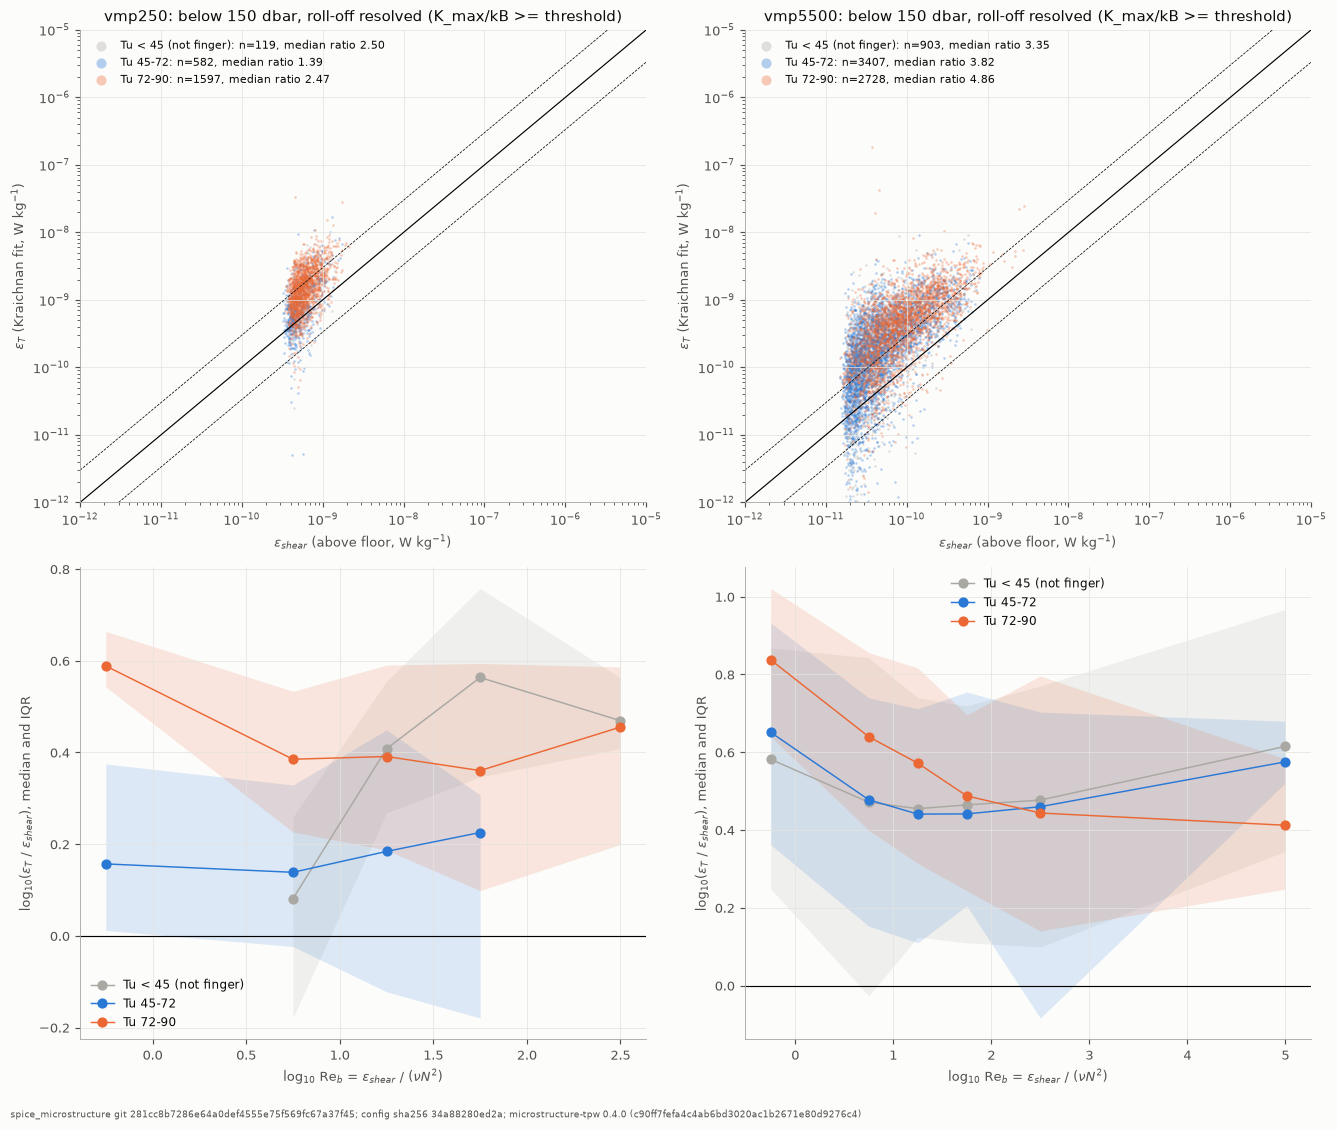 vmp250: below 150 dbar, roll-off resolved (K_max/kB >= threshold)
Tu < 45 (not finger): n=119, median ratio 2.50
Tu 45-72: n=582, median ratio 1.39
Tu 72-90: n=1597, median ratio 2.47
10⁻⁵
10⁻⁶
10⁻⁷
10⁻⁸
10⁻⁹
10⁻¹⁰
10⁻¹¹
10⁻¹²
ε_T (Kraichnan fit, W kg⁻¹)
10⁻¹² 10⁻¹¹ 10⁻¹⁰ 10⁻⁹ 10⁻⁸ 10⁻⁷ 10⁻⁶ 10⁻⁵
ε_shear (above floor, W kg⁻¹)
vmp5500: below 150 dbar, roll-off resolved (K_max/kB >= threshold)
Tu < 45 (not finger): n=903, median ratio 3.35
Tu 45-72: n=3407, median ratio 3.82
Tu 72-90: n=2728, median ratio 4.86
10⁻⁵
10⁻⁶
10⁻⁷
10⁻⁸
10⁻⁹
10⁻¹⁰
10⁻¹¹
10⁻¹²
ε_T (Kraichnan fit, W kg⁻¹)
10⁻¹² 10⁻¹¹ 10⁻¹⁰ 10⁻⁹ 10⁻⁸ 10⁻⁷ 10⁻⁶ 10⁻⁵
ε_shear (above floor, W kg⁻¹)
0.8
0.6
0.4
0.2
0.0
−0.2
log₁₀(ε_T / ε_shear), median and IQR
Tu < 45 (not finger)
Tu 45-72
Tu 72-90
0.0 0.5 1.0 1.5 2.0 2.5
log₁₀ Re_b = ε_shear / (νN²)
1.0
0.8
0.6
0.4
0.2
0.0
log₁₀(ε_T / ε_shear), median and IQR
Tu < 45 (not finger)
Tu 45-72
Tu 72-90
0 1 2 3 4 5
log₁₀ Re_b = ε_shear / (νN²)
spice_microstructure git 281cc8b7286e64a0def4555e75f569fc67a37f45; config sha256 34a88280ed2a; microstructure-tpw 0.4.0 (c90ff7fefa4c4ab6bd3020ac1b2671e80d9276c4)